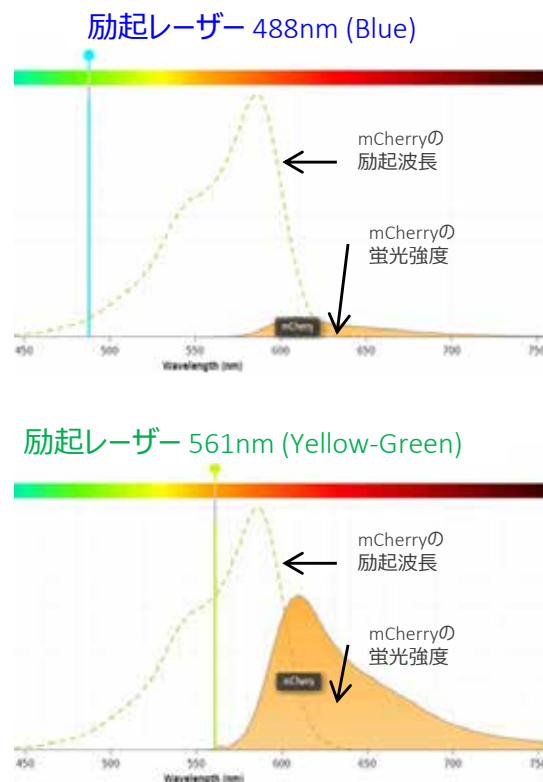 励起レーザー 488nm (Blue)
mCherryの
励起波長
mCherryの
蛍光強度
mCherry
450 500 550 600 650 700 750
Wavelength (nm)
励起レーザー 561nm (Yellow-Green)
mCherryの
励起波長
mCherryの
蛍光強度
mCherry
450 500 550 600 650 700 750
Wavelength (nm)